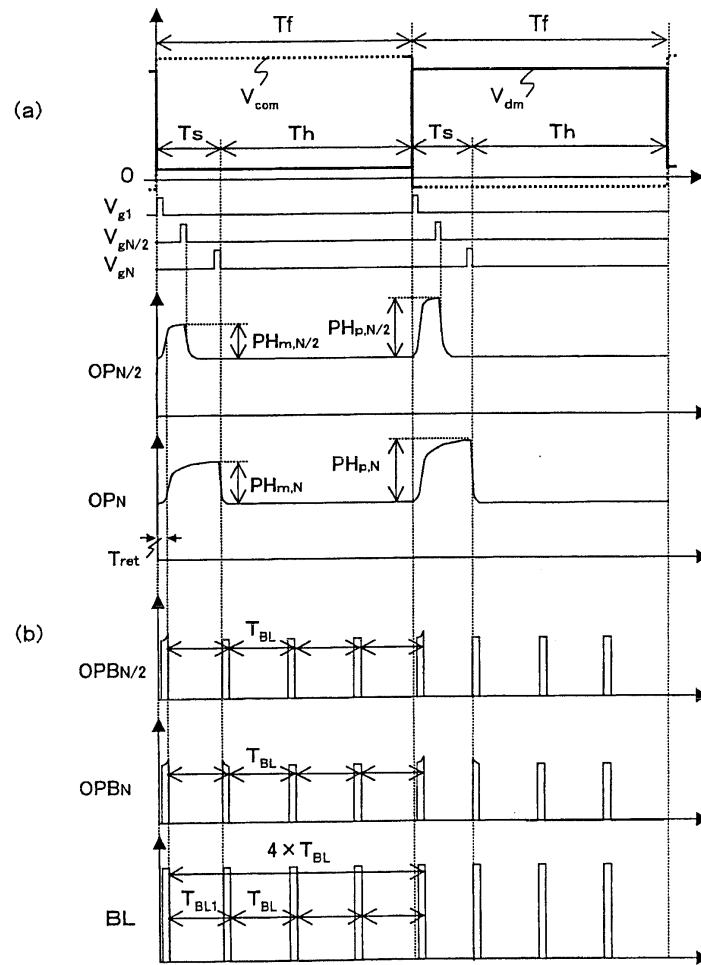 Tf Tf
(a)
Vcom Vdm
Ts Th Ts Th
0
Vg1
VgN/2
VgN
PHm,N/2 PHp,N/2
OPN/2
PHm,N PHp,N
OPN
Tret
(b)
TBL
OPBN/2
TBL
OPBN
4 × TBL
TBL1 TBL
BL